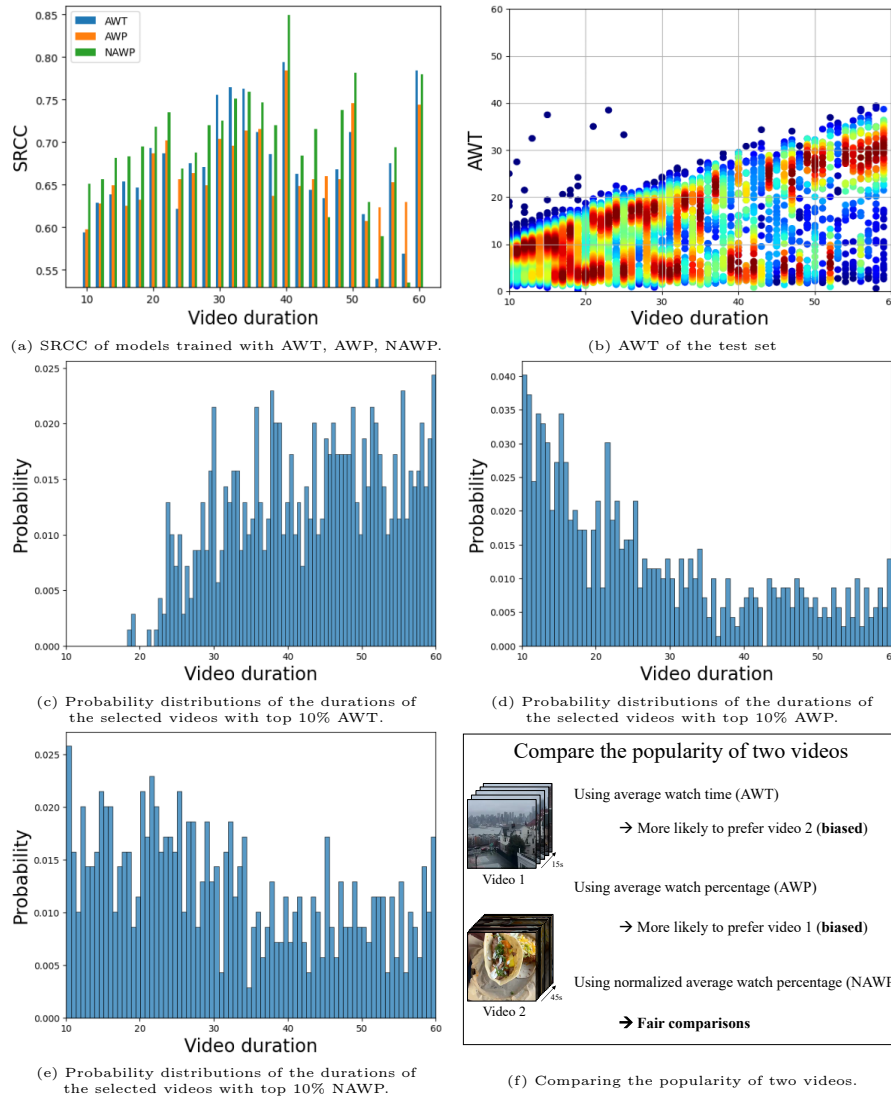 0.85
0.80
0.75
0.70
0.65
0.60
0.55
SRCC
AWT
AWP
NAWP
10 20 30 40 50 60
Video duration
(a) SRCC of models trained with AWT, AWP, NAWP.
60
50
40
30
20
10
0
AWT
10 20 30 40 50 60
Video duration
(b) AWT of the test set
0.025
0.020
0.015
0.010
0.005
0.000
Probability
10 20 30 40 50 60
Video duration
(c) Probability distributions of the durations of
the selected videos with top 10% AWT.
0.040
0.035
0.030
0.025
0.020
0.015
0.010
0.005
0.000
Probability
10 20 30 40 50 60
Video duration
(d) Probability distributions of the durations of
the selected videos with top 10% AWP.
0.025
0.020
0.015
0.010
0.005
0.000
Probability
10 20 30 40 50 60
Video duration
(e) Probability distributions of the durations of
the selected videos with top 10% NAWP.
Compare the popularity of two videos
Using average watch time (AWT)
→ More likely to prefer video 2 (biased)
15s
Video 1
Using average watch percentage (AWP)
→ More likely to prefer video 1 (biased)
Using normalized average watch percentage (NAWP
45s
Video 2
→ Fair comparisons
(f) Comparing the popularity of two videos.